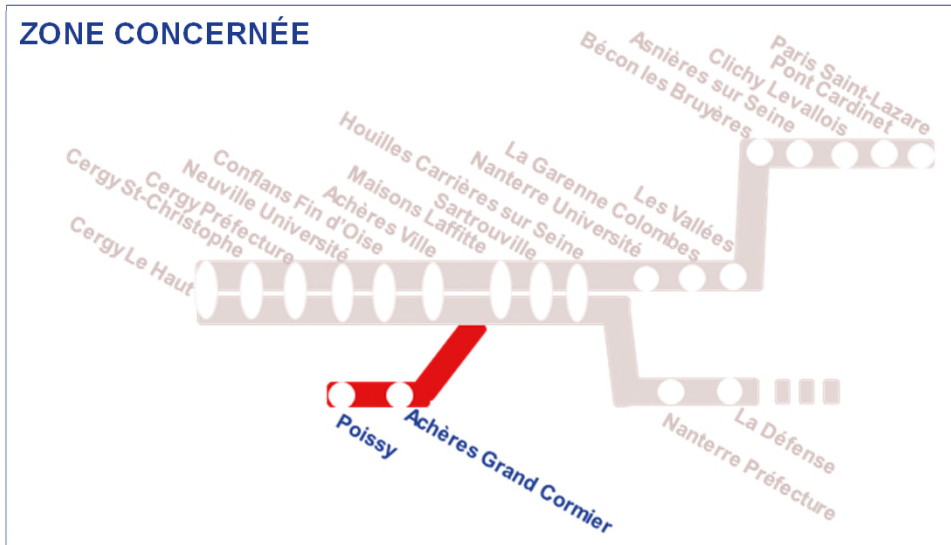 ZONE CONCERNÉE
Cergy Le Haut
Cergy St-Christophe
Cergy Préfecture
Neuville Université
Conflans Fin d'Oise
Achères Ville
Maisons Laffitte
Sartrouville
Houilles Carrières sur Seine
Nanterre Université
La Garenne Colombes
Les Vallées
Bécon les Bruyères
Asnières sur Seine
Clichy Levallois
Pont Cardinet
Paris Saint-Lazare
Poissy
Achères Grand Cormier
Nanterre Préfecture
La Défense